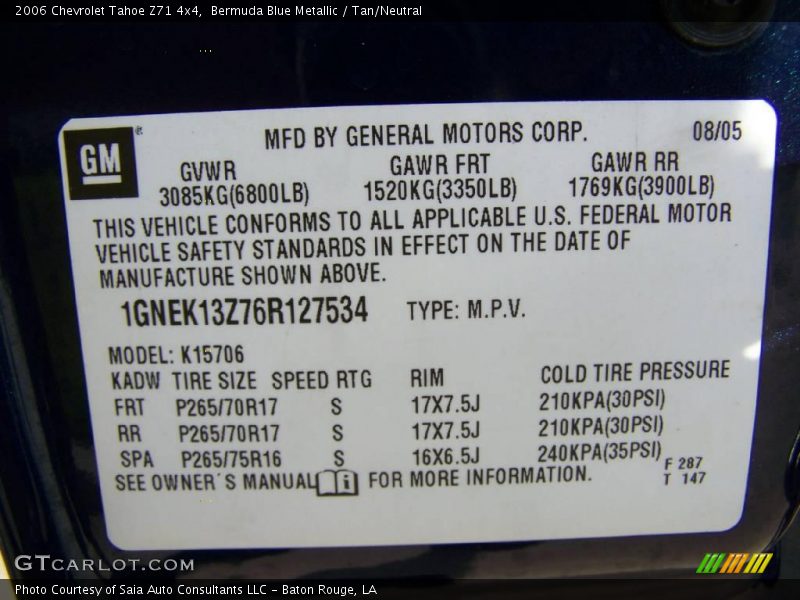 2006 Chevrolet Tahoe Z71 4x4,  Bermuda Blue Metallic / Tan/Neutral
GM®
MFD BY GENERAL MOTORS CORP. 08/05
GVWR GAWR FRT GAWR RR
3085KG(6800LB) 1520KG(3350LB) 1769KG(3900LB)
THIS VEHICLE CONFORMS TO ALL APPLICABLE U.S. FEDERAL MOTOR
VEHICLE SAFETY STANDARDS IN EFFECT ON THE DATE OF
MANUFACTURE SHOWN ABOVE.
1GNEK13Z76R127534 TYPE: M.P.V.
MODEL: K15706
KADW TIRE SIZE SPEED RTG RIM COLD TIRE PRESSURE
FRT P265/70R17 S 17X7.5J 210KPA(30PSI)
RR P265/70R17 S 17X7.5J 210KPA(30PSI)
SPA P265/75R16 S 16X6.5J 240KPA(35PSI)
F 287
SEE OWNER'S MANUAL i FOR MORE INFORMATION. T 147
GTCARLOT.COM
Photo Courtesy of Saia Auto Consultants LLC - Baton Rouge, LA